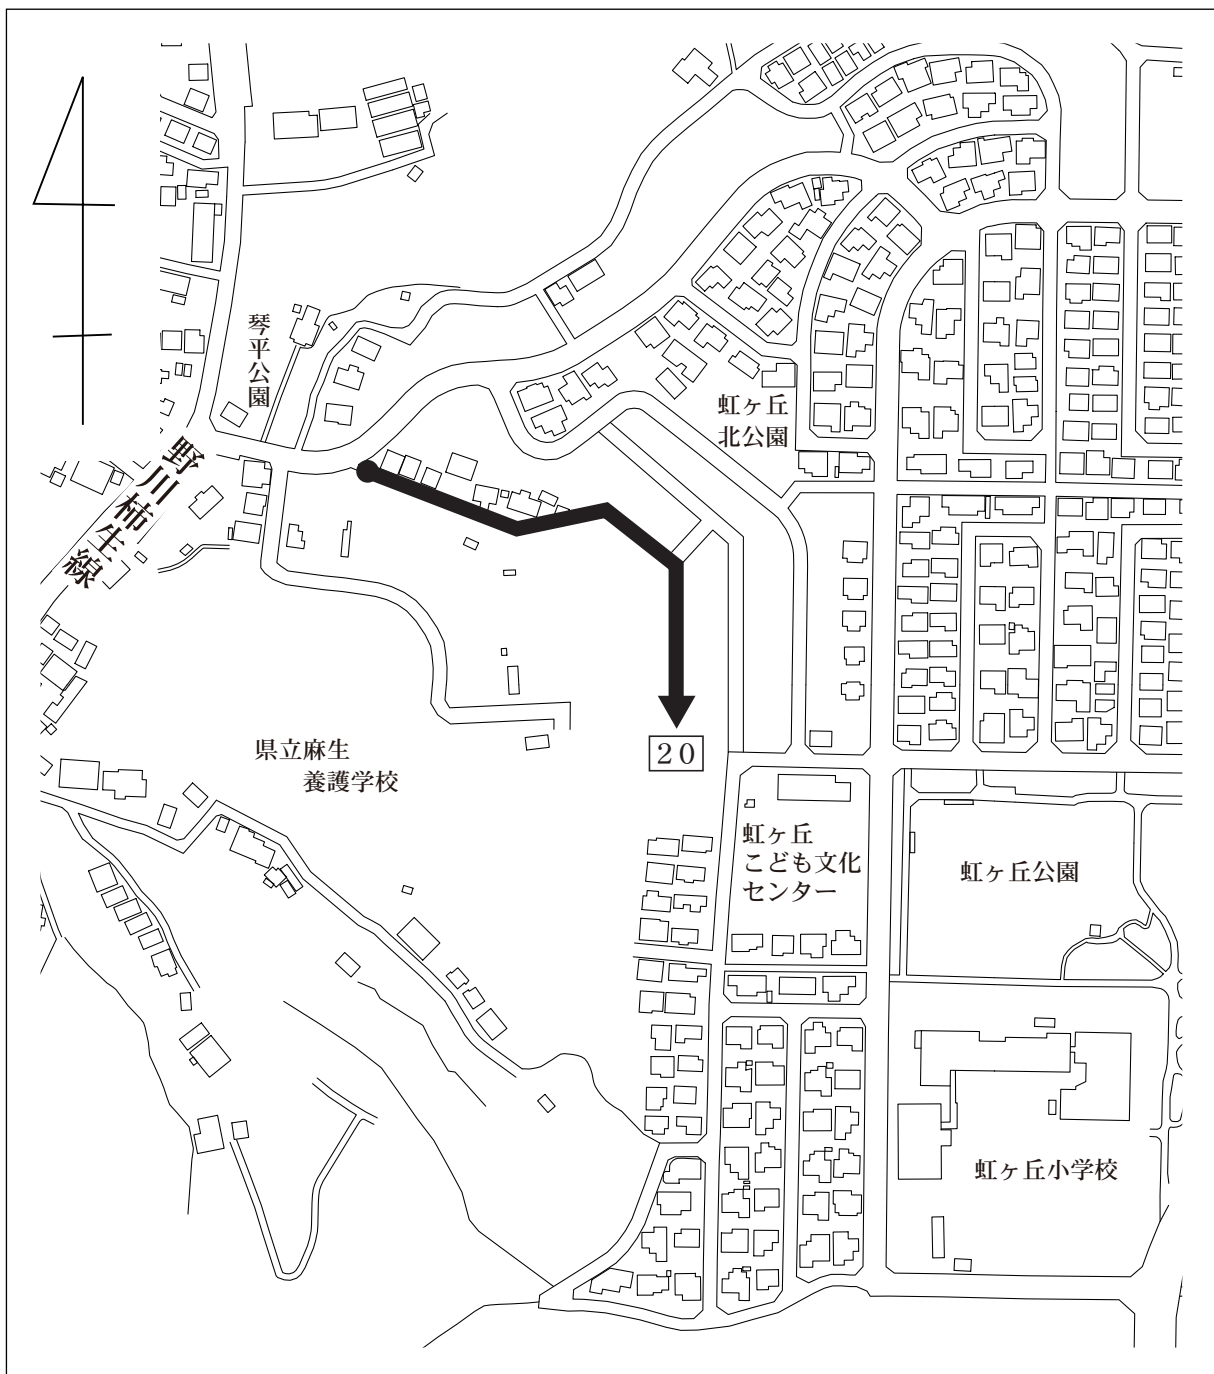 琴平公園
虹ヶ丘
北公園
野川柿生線
県立麻生
養護学校
20
虹ヶ丘
こども文化
センター
虹ヶ丘公園
虹ヶ丘小学校